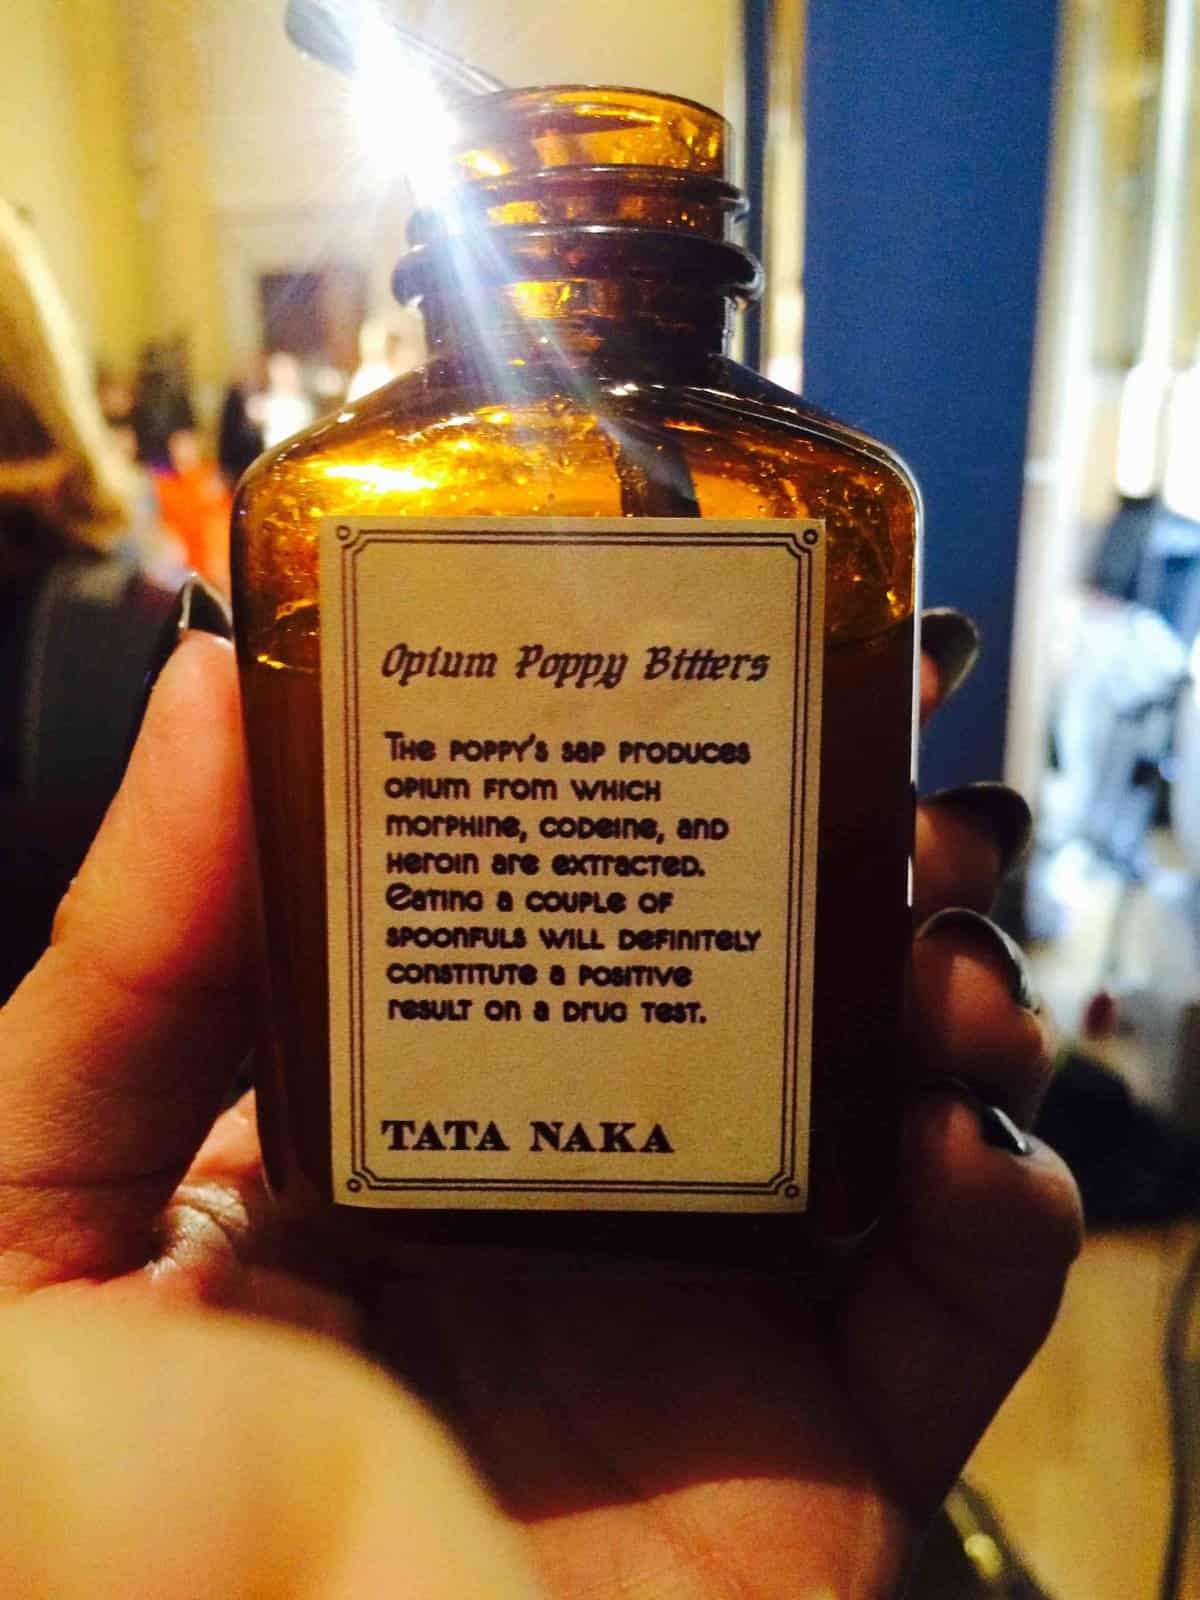 Opium Poppy Bitters
The poppy's sap produces
opium from which
morphine, codeine, and
heroin are extracted.
Eating a couple of
spoonfuls will definitely
constitute a positive
result on a drug test.
TATA NAKA